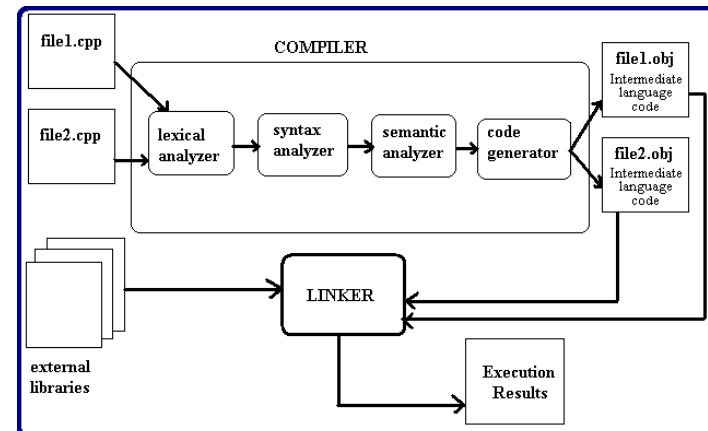 file1.cpp
COMPILER
file1.obj
Intermediate
language
code
file2.cpp
lexical
analyzer
syntax
analyzer
semantic
analyzer
code
generator
file2.obj
Intermediate
language
code
LINKER
external
libraries
Execution
Results